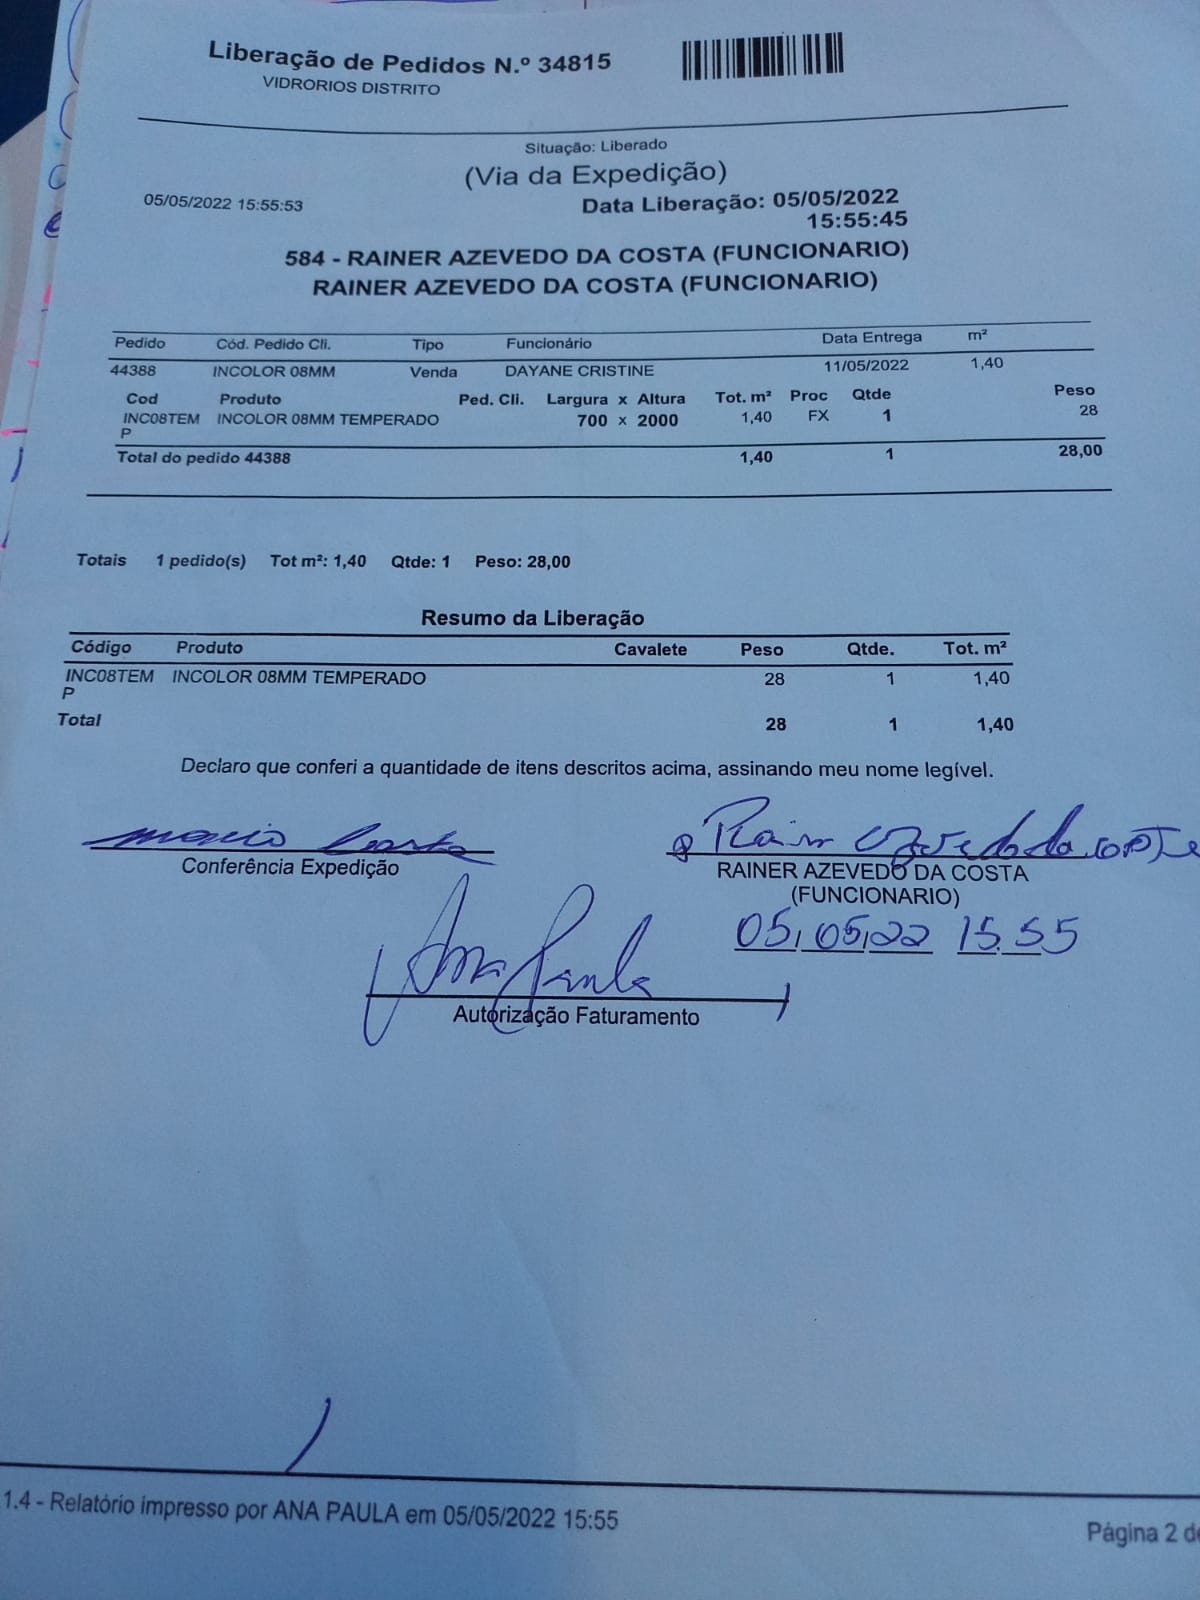 Liberação de Pedidos N.º 34815
VIDRORIOS DISTRITO
Situação: Liberado
(Via da Expedição)
05/05/2022 15:55:53 Data Liberação: 05/05/2022
15:55:45
584 - RAINER AZEVEDO DA COSTA (FUNCIONARIO)
RAINER AZEVEDO DA COSTA (FUNCIONARIO)
Pedido Cód. Pedido Cli. Tipo Funcionário Data Entrega m²
44388 INCOLOR 08MM Venda DAYANE CRISTINE 11/05/2022 1,40
Cod Produto Ped. Cli. Largura x Altura Tot. m² Proc Qtde Peso
INC08TEM INCOLOR 08MM TEMPERADO 700 x 2000 1,40 FX 1 28
P
Total do pedido 44388 1,40 1 28,00
Totais 1 pedido(s) Tot m²: 1,40 Qtde: 1 Peso: 28,00
Resumo da Liberação
Código Produto Cavalete Peso Qtde. Tot. m²
INC08TEM INCOLOR 08MM TEMPERADO 28 1 1,40
P
Total 28 1 1,40
Declaro que conferi a quantidade de itens descritos acima, assinando meu nome legível.
Azevedo da costa
Conferência Expedição RAINER AZEVEDO DA COSTA
(FUNCIONARIO)
05/05/22 15:55
Ana Paula
Autorização Faturamento
1.4 - Relatório impresso por ANA PAULA em 05/05/2022 15:55
Página 2 de